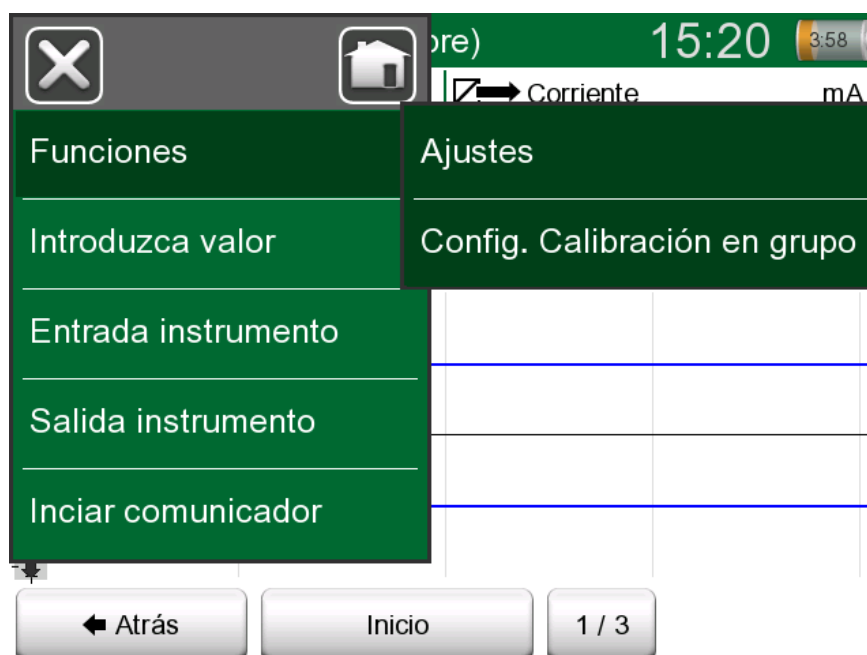 bre) 15:20 3:58
Corriente mA
Funciones
Ajustes
Introduzca valor
Config. Calibración en grupo
Entrada instrumento
Salida instrumento
Inciar comunicador
Atrás
Inicio
1 / 3